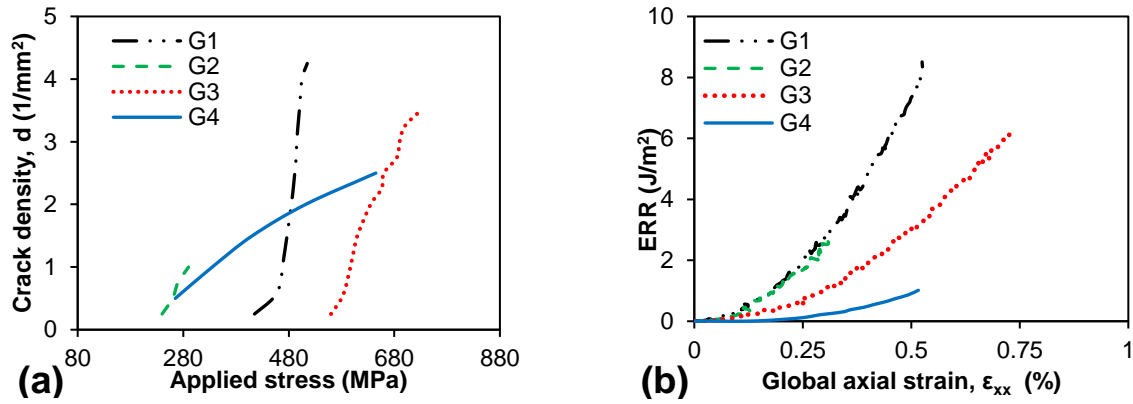 5
4
3
2
1
0
Crack density, d (1/mm²)
G1
G2
G3
G4
80 280 480 680 880
Applied stress (MPa)
(a)
10
8
6
4
2
0
ERR (J/m²)
G1
G2
G3
G4
0 0.25 0.5 0.75 1
Global axial strain, εxx (%)
(b)